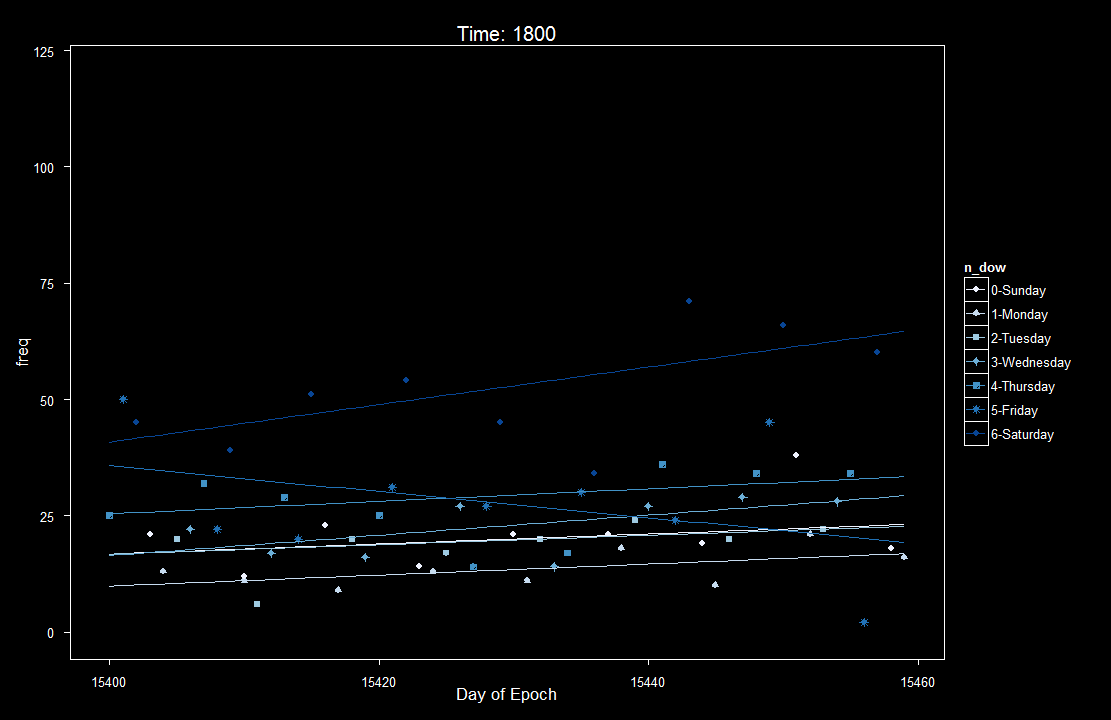 Time: 1800
125
100
75
50
25
0
freq
15400
15420
15440
15460
Day of Epoch
n_dow
0-Sunday
1-Monday
2-Tuesday
3-Wednesday
4-Thursday
5-Friday
6-Saturday